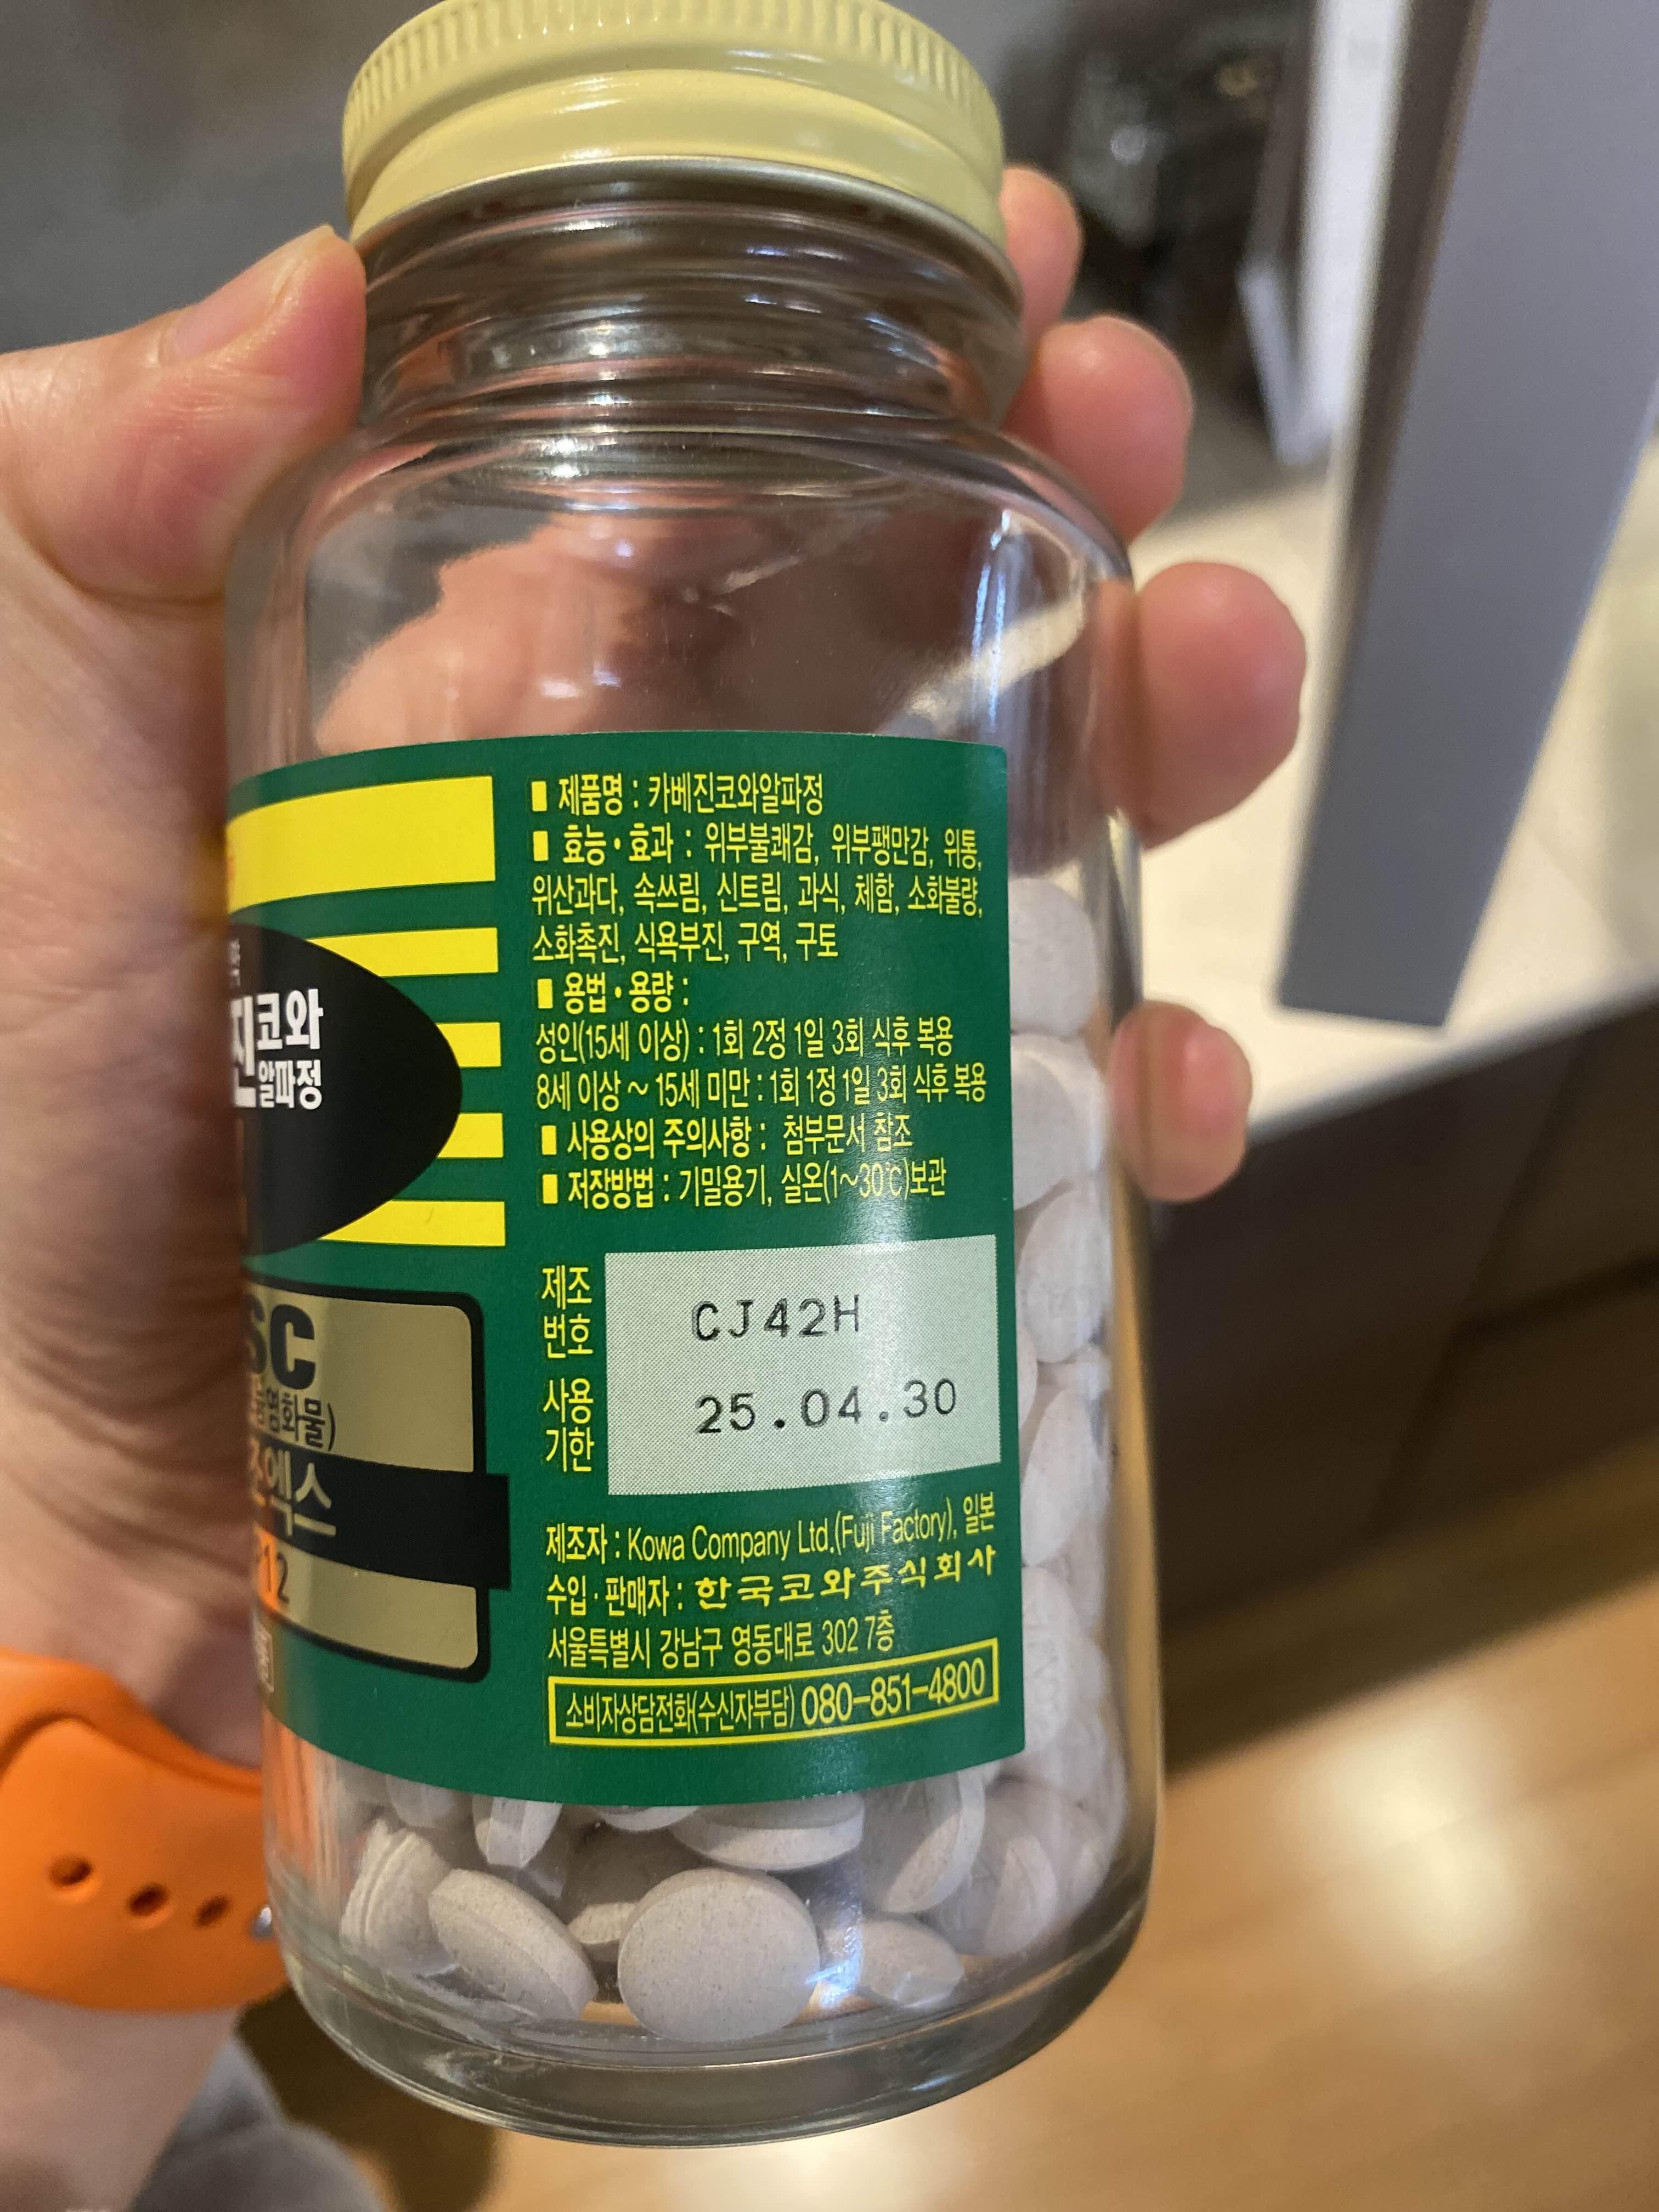 ■ 제품명 : 카베진코와알파정
■ 효능·효과 : 위부불쾌감, 위부팽만감, 위통,
위산과다, 속쓰림, 신트림, 과식, 체함, 소화불량,
소화촉진, 식욕부진, 구역, 구토
■ 용법·용량 :
성인(15세 이상) : 1회 2정 1일 3회 식후 복용
8세 이상 ~ 15세 미만 : 1회 1정 1일 3회 식후 복용
■ 사용상의 주의사항 : 첨부문서 참조
■ 저장방법 : 기밀용기, 실온(1~30℃)보관
제조
번호
CJ42H
사용
기한
25.04.30
제조자 : Kowa Company Ltd.(Fuji Factory), 일본
수입·판매자 : 한국코와주식회사
서울특별시 강남구 영동대로 302 7층
소비자상담전화(수신자부담) 080-851-4800
진코와
알파정
SC
염화물)
엑스
12